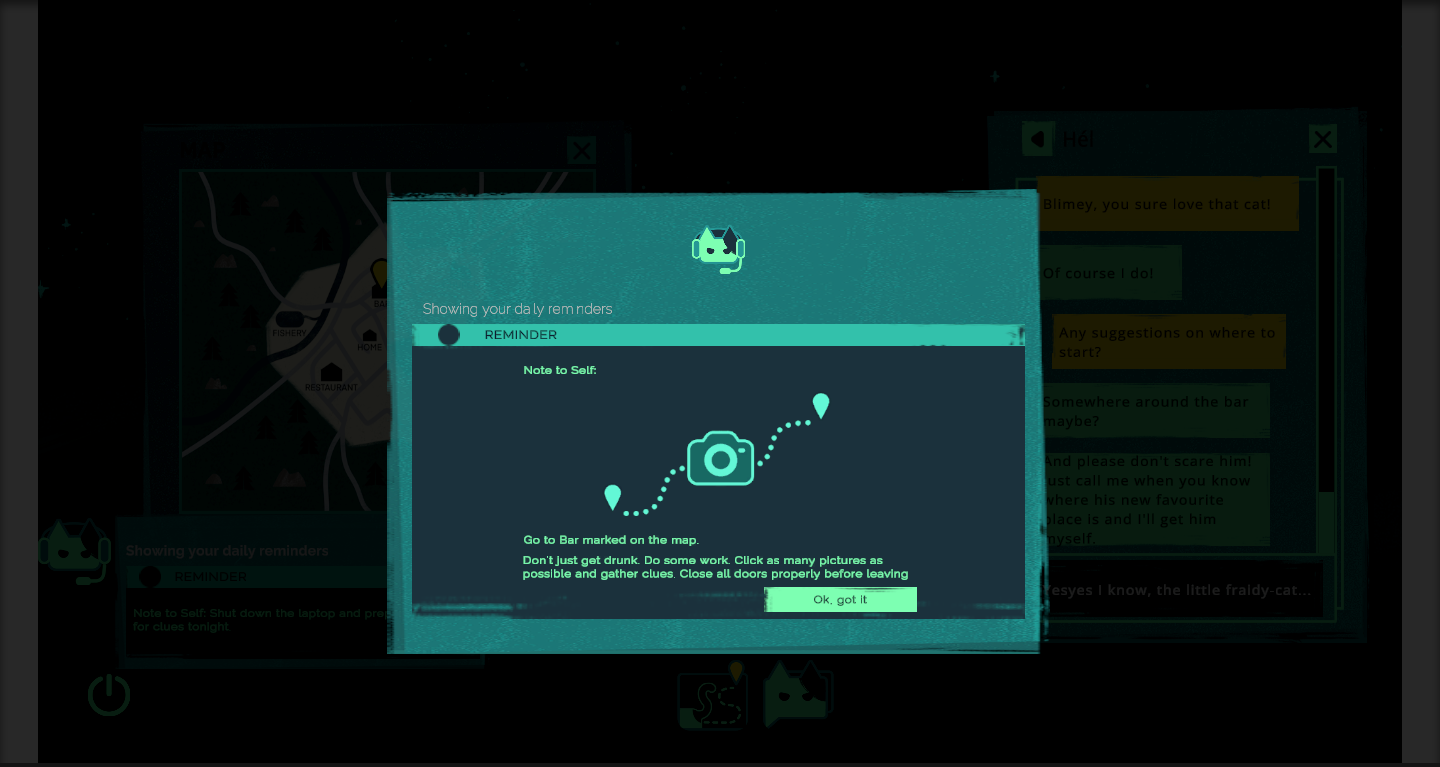 MAP
Hél
Blimey, you sure love that cat!
Of course I do!
Any suggestions on where to
start?
Somewhere around the bar
maybe?
And please don't scare him!
Just call me when you know
where his new favourite
place is and I'll get him
myself.
Yesyes I know, the little fraidy-cat...
FISHERY
HOME
RESTAURANT
Showing your daily reminders
REMINDER
Note to Self:
Go to Bar marked on the map.
Don't just get drunk. Do some work. Click as many pictures as
possible and gather clues. Close all doors properly before leaving
Ok, got it
Showing your daily reminders
REMINDER
Note to Self: Shut down the laptop and
for clues tonight